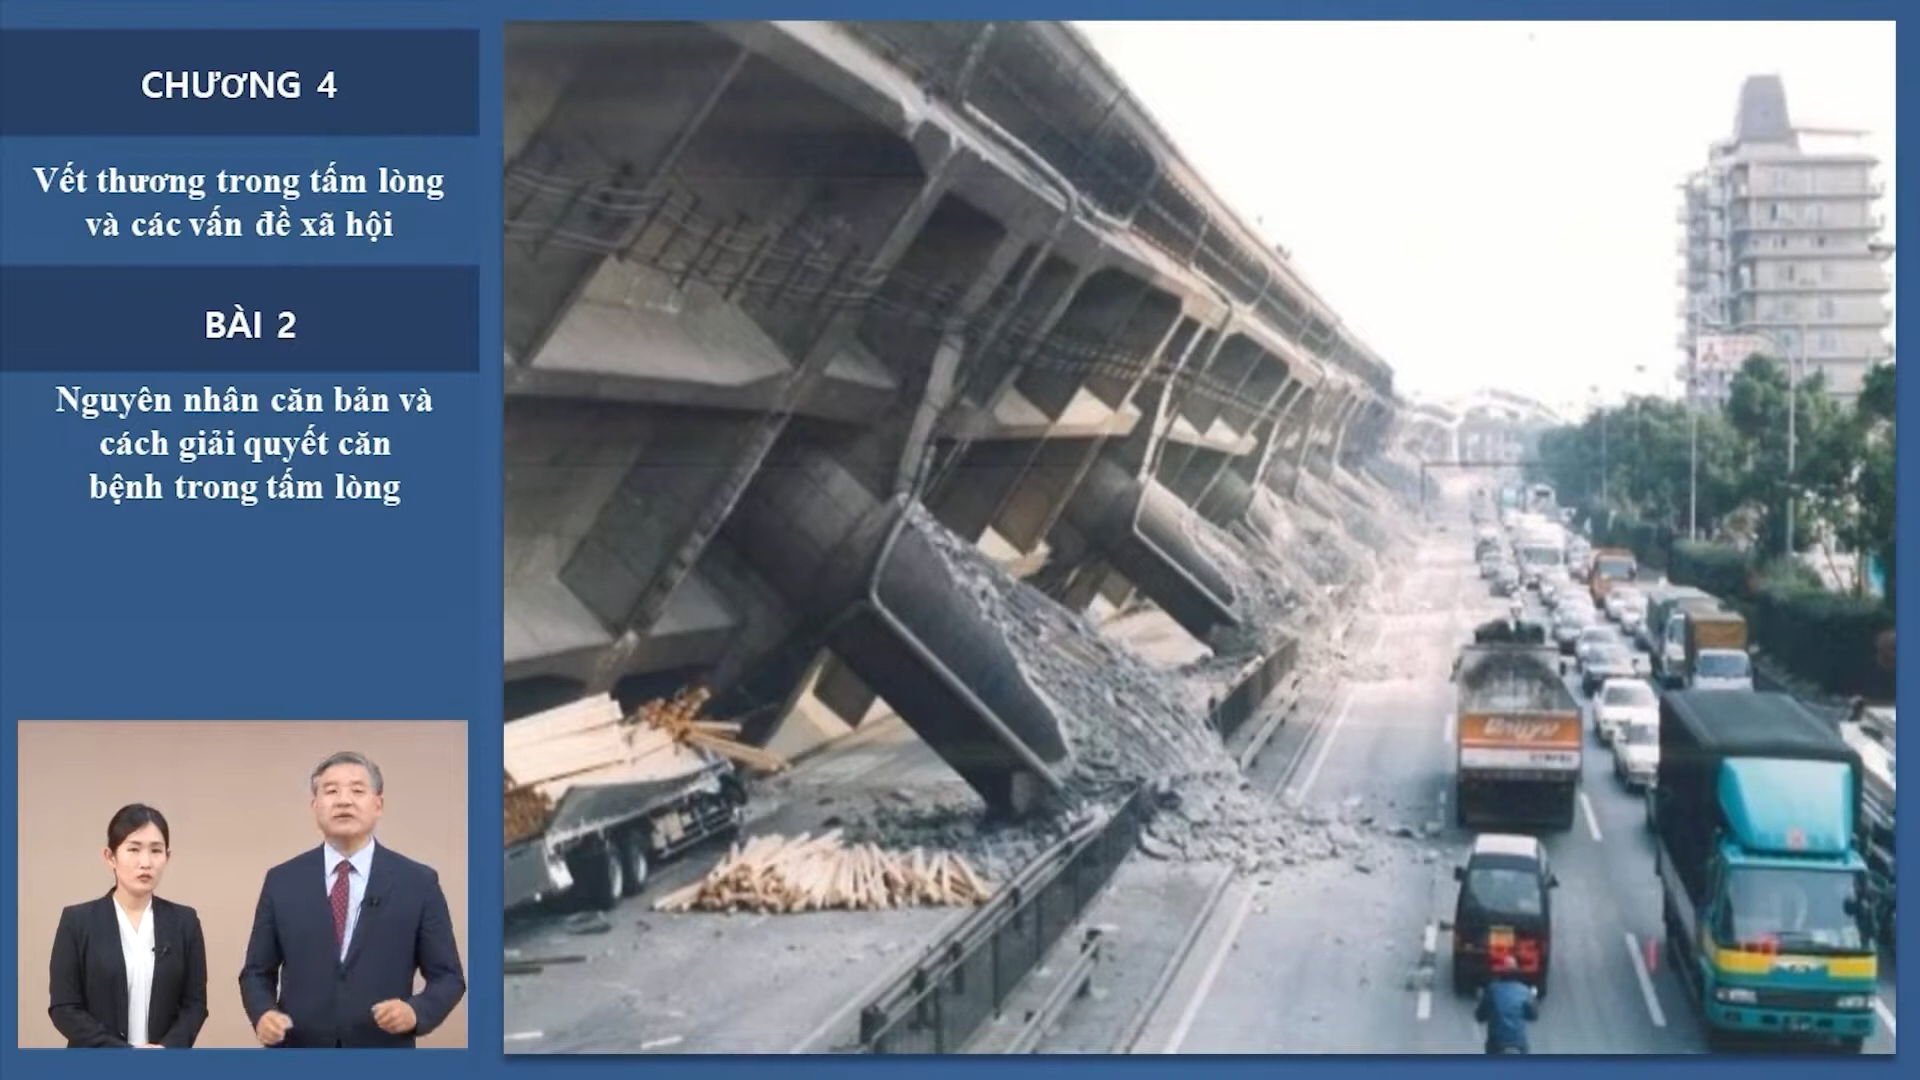 CHƯƠNG 4
Vết thương trong tấm lòng
và các vấn đề xã hội
BÀI 2
Nguyên nhân căn bản và
cách giải quyết căn
bệnh trong tấm lòng